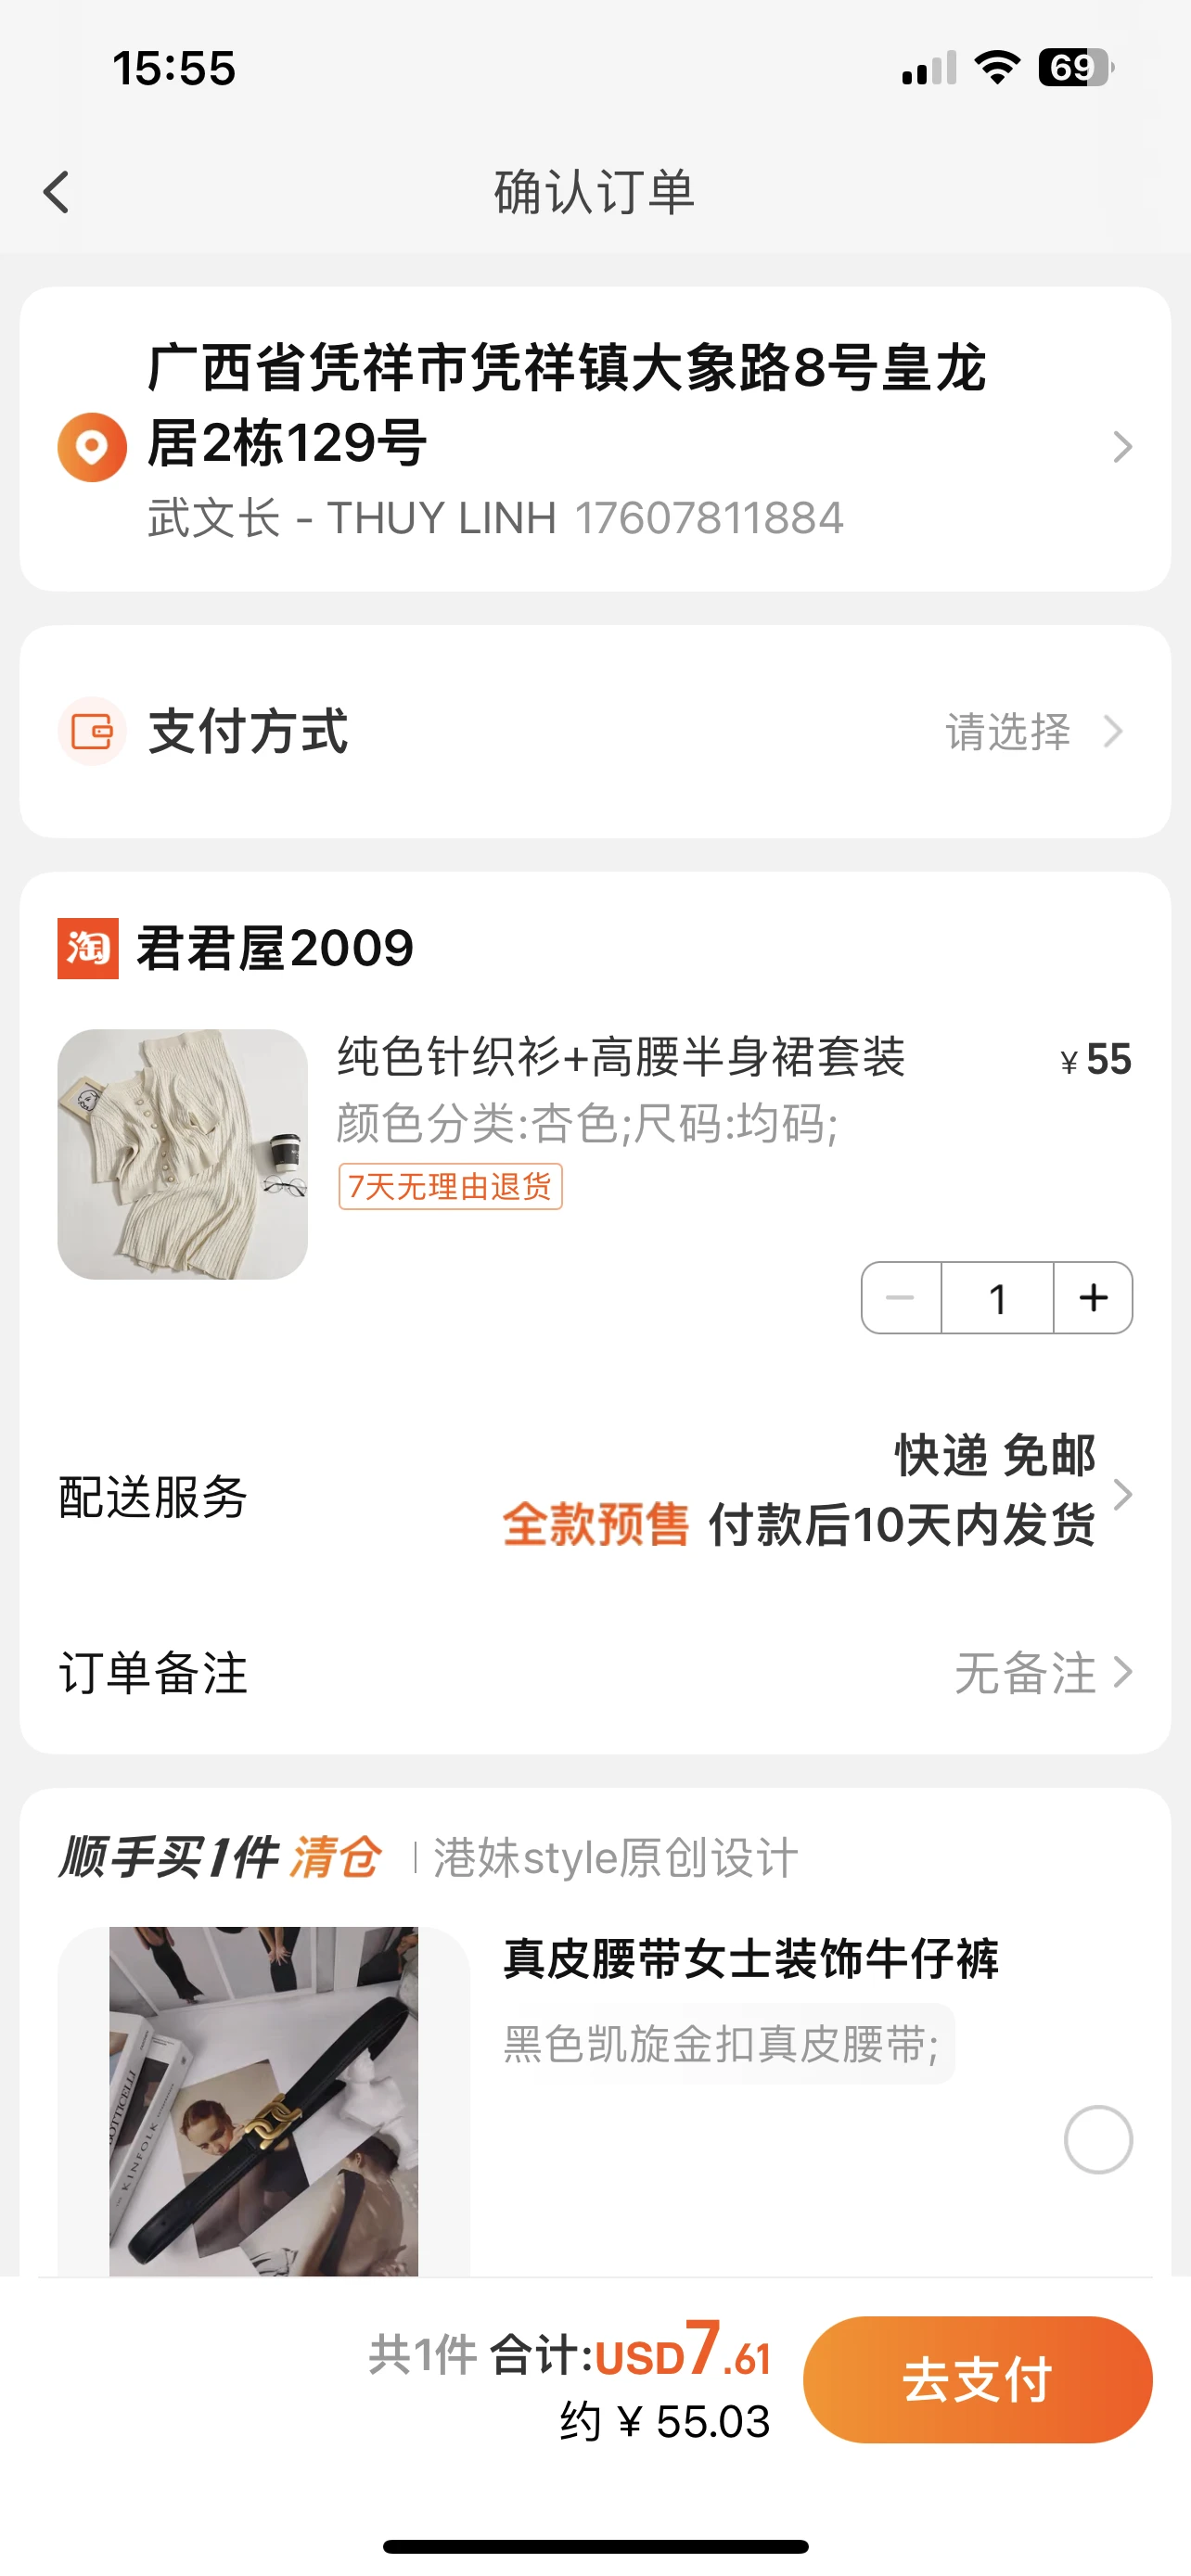 15:55
69
确认订单
广西省凭祥市凭祥镇大象路8号皇龙
居2栋129号
武文长 - THUY LINH 17607811884
支付方式
请选择
淘 君君屋2009
纯色针织衫+高腰半身裙套装
¥ 55
颜色分类:杏色;尺码:均码;
7天无理由退货
1
配送服务
快递 免邮
全款预售 付款后10天内发货
订单备注
无备注
顺手买1件 清仓 | 港妹style原创设计
真皮腰带女士装饰牛仔裤
黑色凯旋金扣真皮腰带;
KINFOLK
共1件 合计:USD7.61
约 ¥ 55.03
去支付